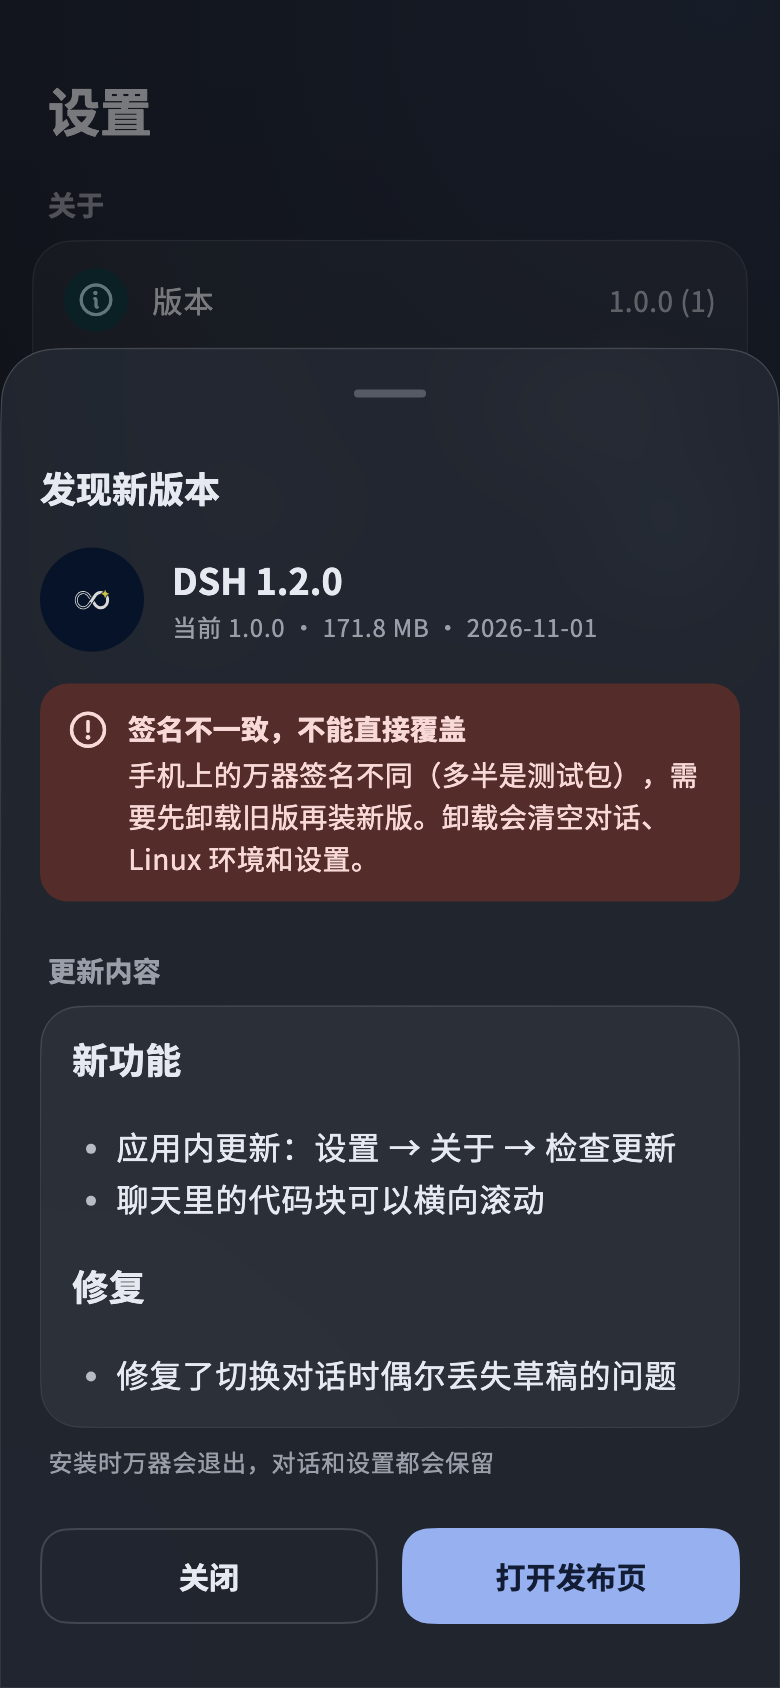 设置
关于
版本 1.0.0 (1)
发现新版本
DSH 1.2.0
当前 1.0.0 · 171.8 MB · 2026-11-01
签名不一致，不能直接覆盖
手机上的万器签名不同（多半是测试包），需
要先卸载旧版再装新版。卸载会清空对话、
Linux 环境和设置。
更新内容
新功能
• 应用内更新：设置 → 关于 → 检查更新
• 聊天里的代码块可以横向滚动
修复
• 修复了切换对话时偶尔丢失草稿的问题
安装时万器会退出，对话和设置都会保留
关闭 打开发布页